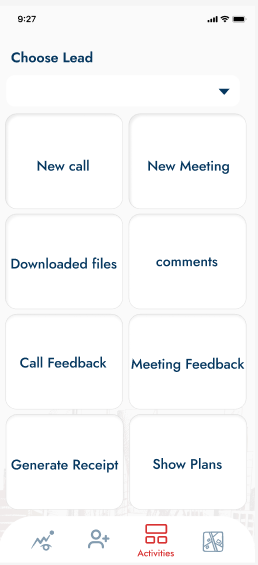 9:27
Choose Lead
New call
New Meeting
Downloaded files
comments
Call Feedback
Meeting Feedback
Generate Receipt
Show Plans
Activities